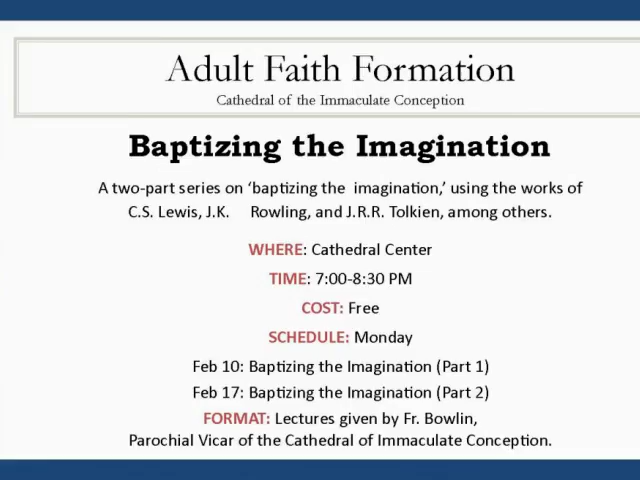 Adult Faith Formation
Cathedral of the Immaculate Conception
Baptizing the Imagination
A two-part series on ‘baptizing the imagination,’ using the works of
C.S. Lewis, J.K. Rowling, and J.R.R. Tolkien, among others.
WHERE: Cathedral Center
TIME: 7:00-8:30 PM
COST: Free
SCHEDULE: Monday
Feb 10: Baptizing the Imagination (Part 1)
Feb 17: Baptizing the Imagination (Part 2)
FORMAT: Lectures given by Fr. Bowlin,
Parochial Vicar of the Cathedral of Immaculate Conception.